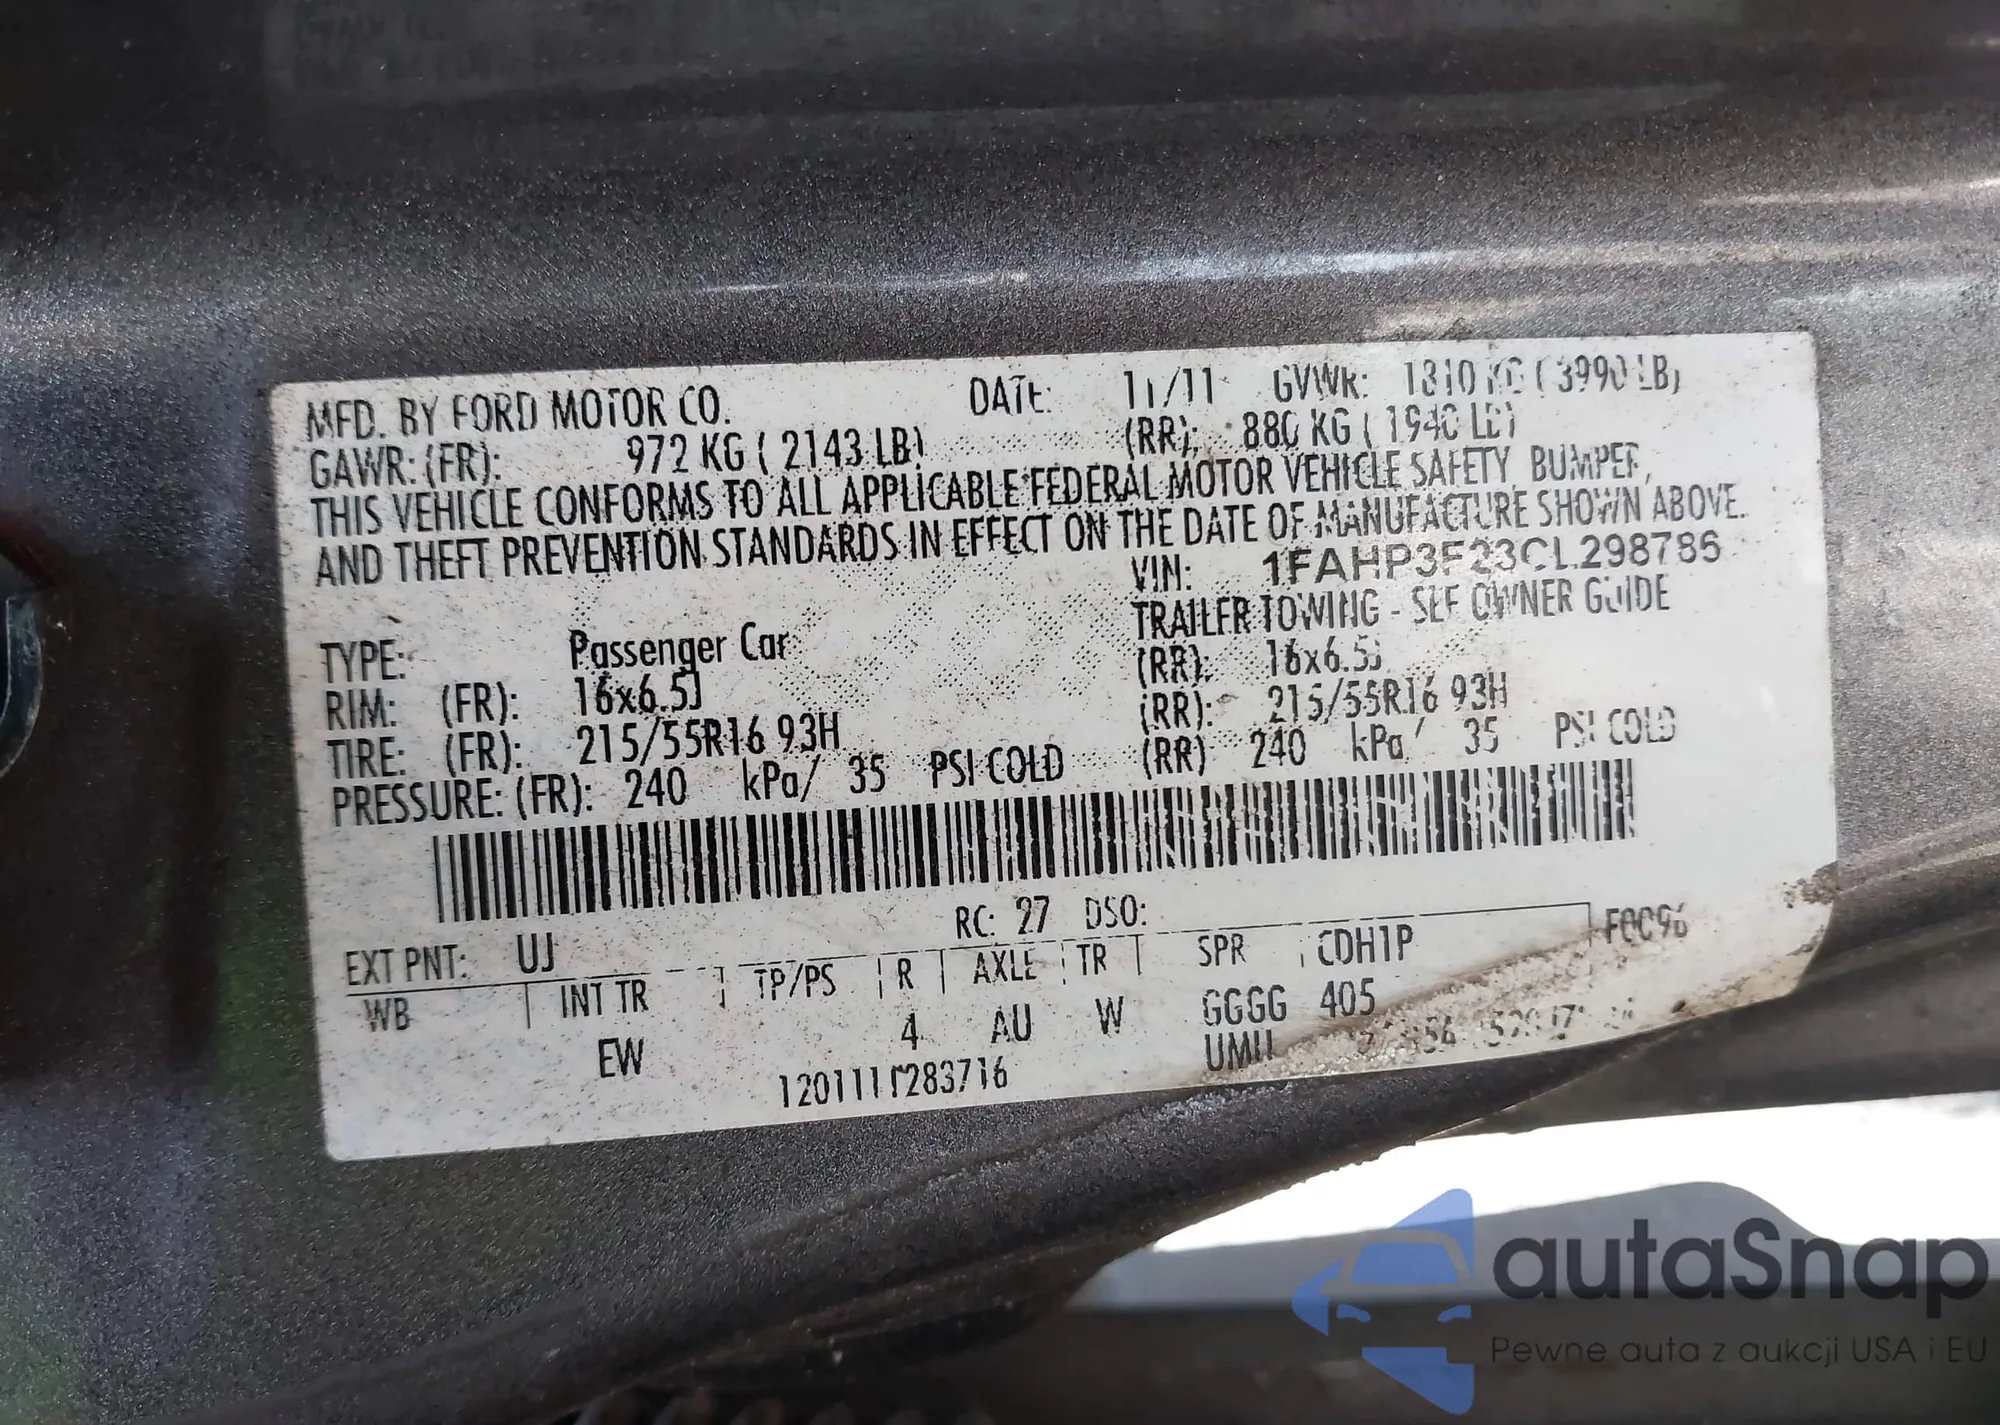 MFD. BY FORD MOTOR CO. DATE: 11/11 GVWR: 1810 KG ( 3990 LB)
GAWR: (FR): 972 KG ( 2143 LB) (RR): 880 KG ( 1940 LB)
THIS VEHICLE CONFORMS TO ALL APPLICABLE FEDERAL MOTOR VEHICLE SAFETY, BUMPER,
AND THEFT PREVENTION STANDARDS IN EFFECT ON THE DATE OF MANUFACTURE SHOWN ABOVE.
VIN: 1FAHP3F23CL298786
TYPE: Passenger Car TRAILER TOWING - SEE OWNER GUIDE
RIM: (FR): 16x6.5J (RR): 16x6.5J
TIRE: (FR): 215/55R16 93H (RR): 215/55R16 93H
PRESSURE: (FR): 240 kPa/ 35 PSI COLD (RR) 240 kPa/ 35 PSI COLD
RC: 27 DSO:
EXT PNT: UJ F0C96
WB INT TR TP/PS R AXLE TR SPR CDH1P
EW 4 AU W GGGG 405
UMU
autaSnap
Pewne auta z aukcji USA i EU